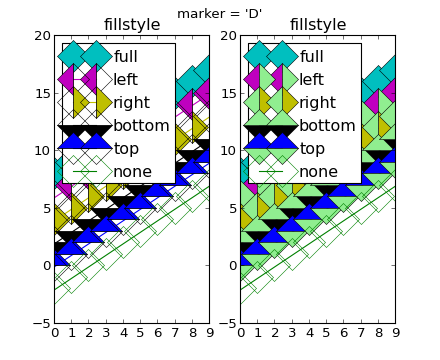 marker = 'D'
fillstyle
fillstyle
20
15
10
5
0
−5
full
left
right
bottom
top
none
0 1 2 3 4 5 6 7 8 9
20
15
10
5
0
−5
full
left
right
bottom
top
none
0 1 2 3 4 5 6 7 8 9